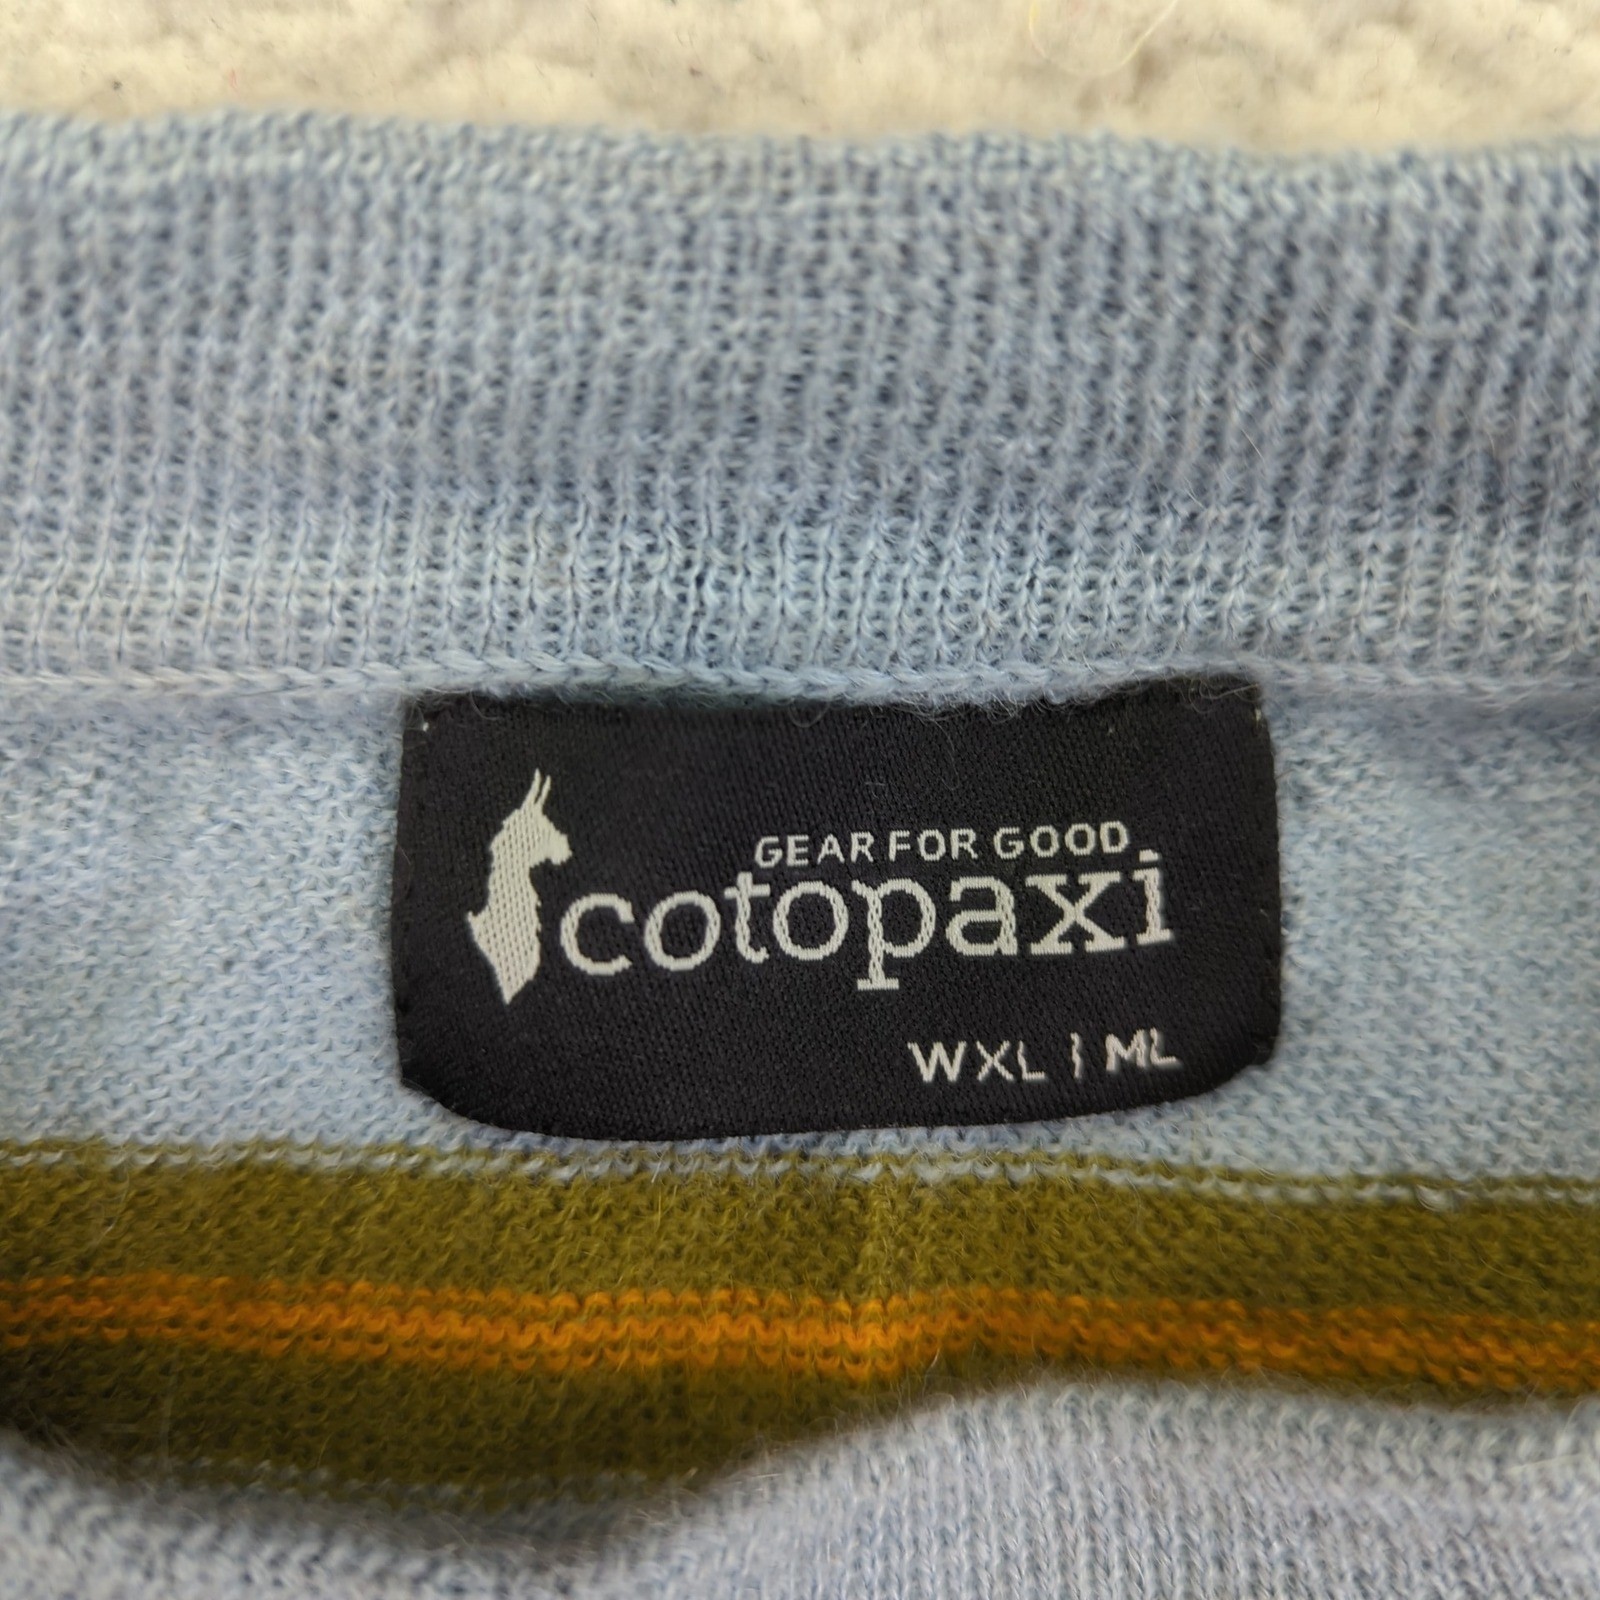 GEAR FOR GOOD
cotopaxi
WXL | ML